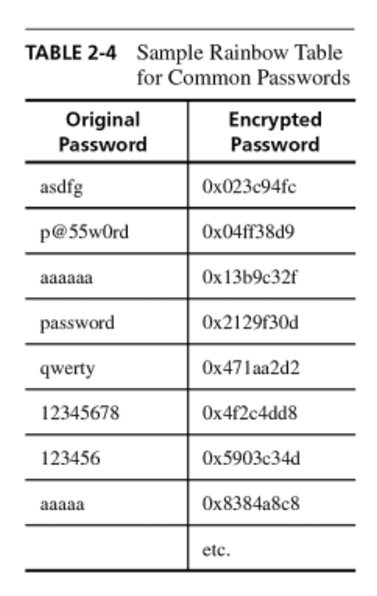 TABLE 2-4 Sample Rainbow Table
for Common Passwords
Original Encrypted
Password Password
asdfg 0x023c94fc
p@55w0rd 0x04ff38d9
aaaaaa 0x13b9c32f
password 0x2129f30d
qwerty 0x471aa2d2
12345678 0x4f2c4dd8
123456 0x5903c34d
aaaaa 0x8384a8c8
etc.